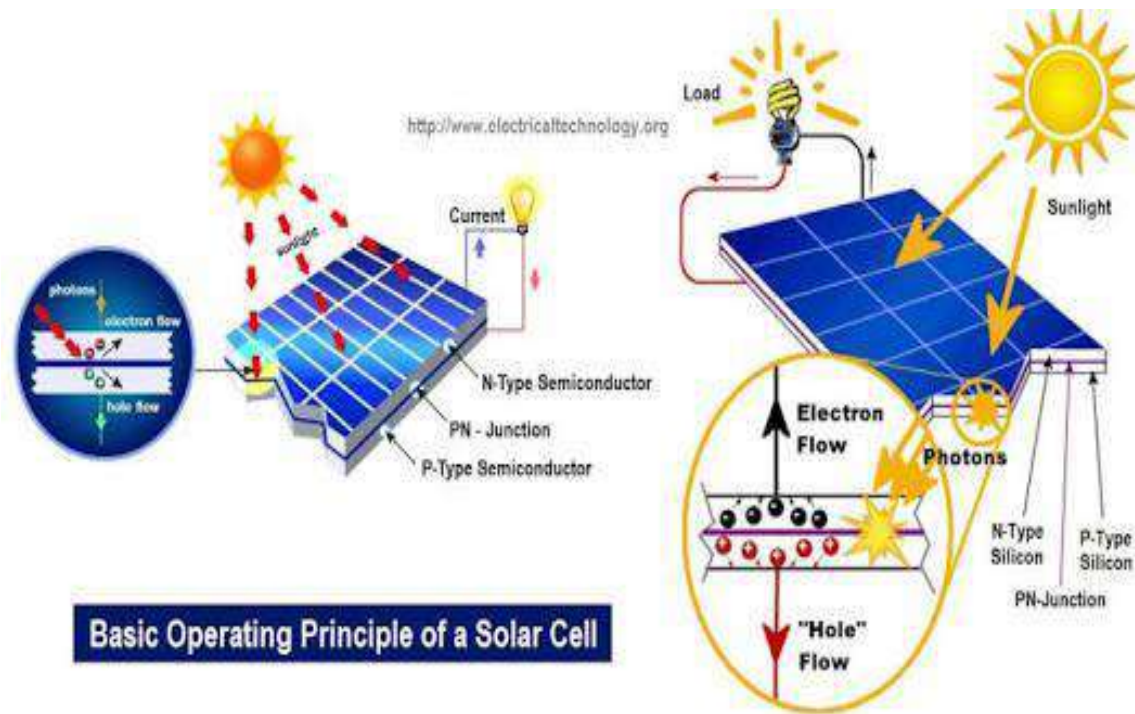 http://www.electricaltechnology.org
sunlight
Current
photons
electron flow
hole flow
N-Type Semiconductor
PN - Junction
P-Type Semiconductor
Basic Operating Principle of a Solar Cell
Load
Sunlight
Electron
Flow
Photons
"Hole"
Flow
N-Type
Silicon
P-Type
Silicon
PN-Junction